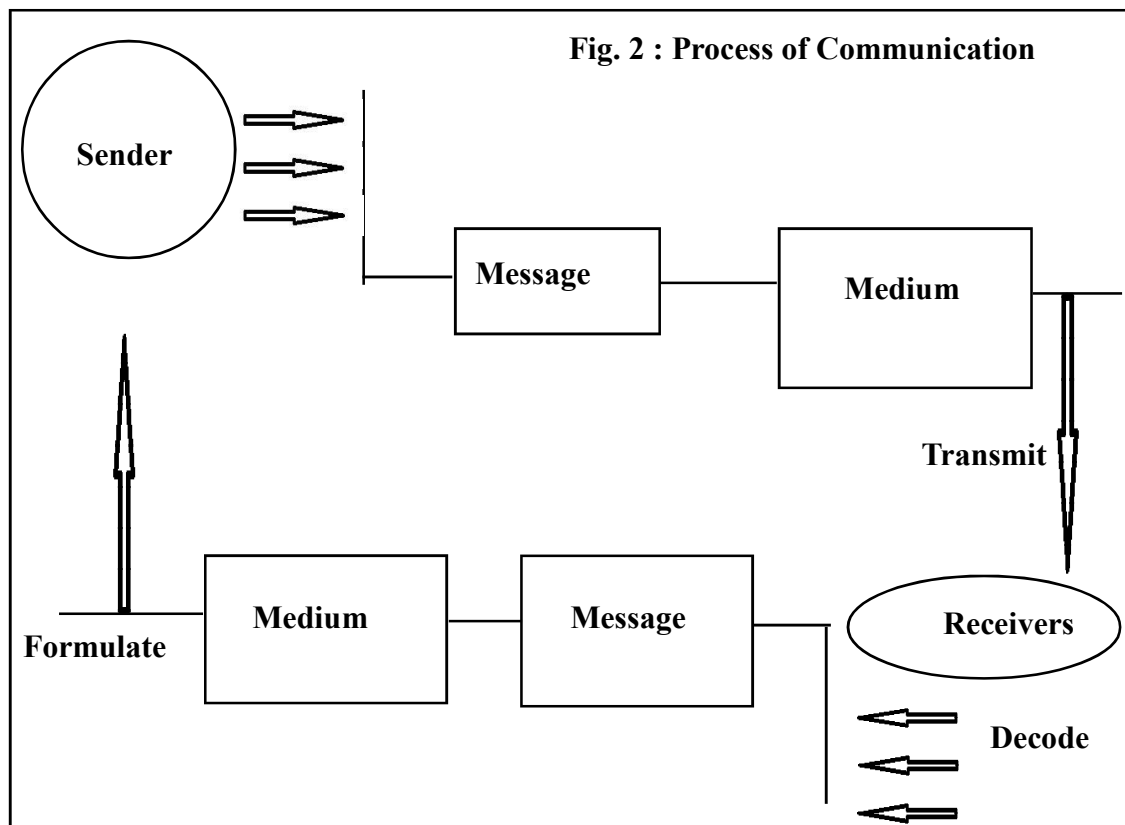 Fig. 2 : Process of Communication
Sender
Message
Medium
Transmit
Receivers
Decode
Message
Medium
Formulate